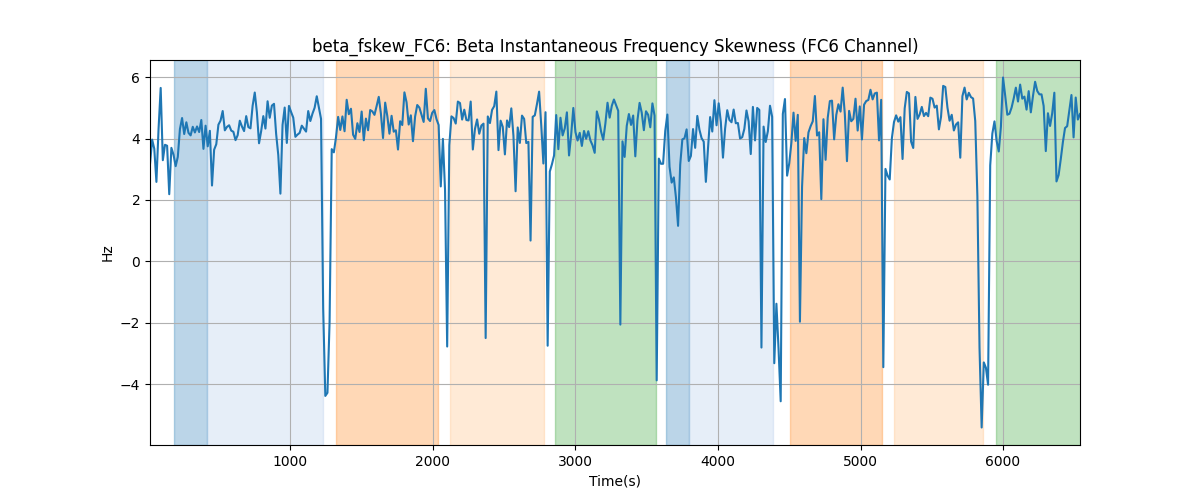 beta_fskew_FC6: Beta Instantaneous Frequency Skewness (FC6 Channel)
6
4
2
0
−2
−4
Hz
1000 2000 3000 4000 5000 6000
Time(s)